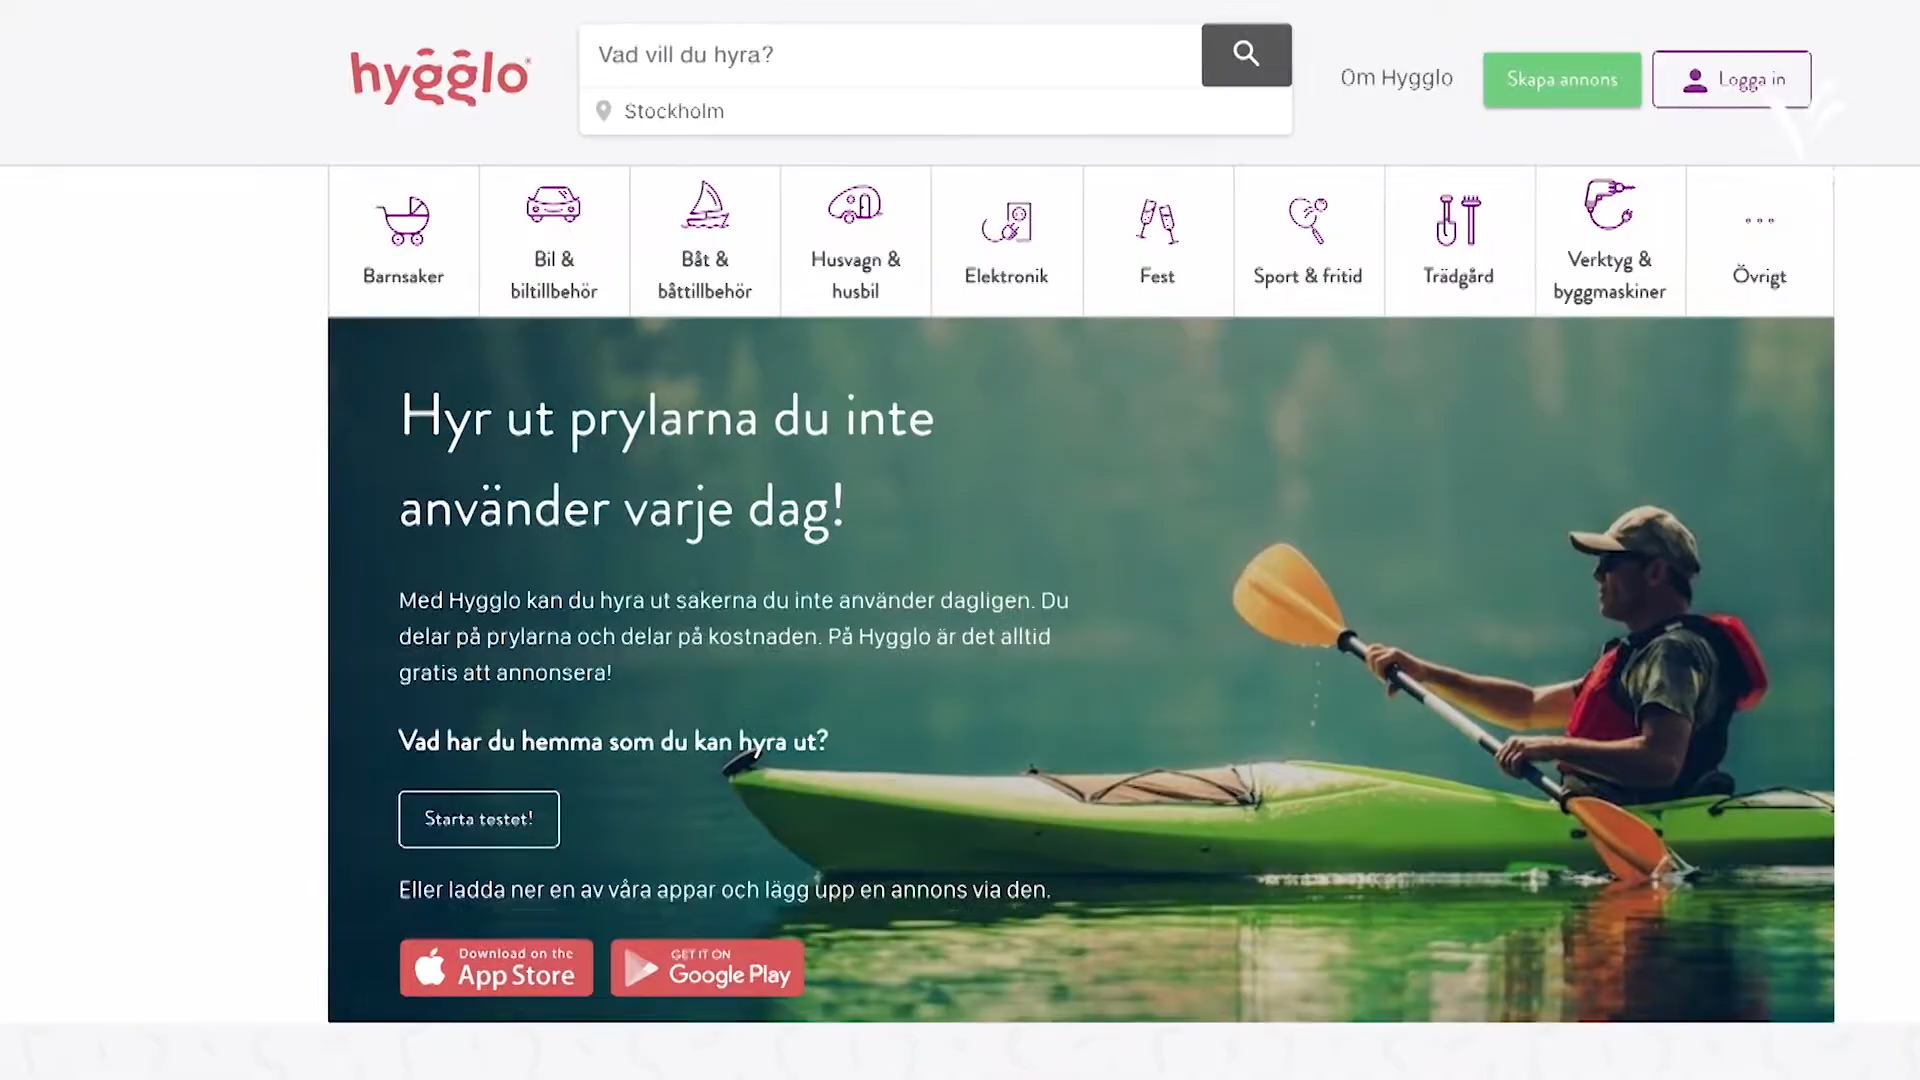 hygglo
Vad vill du hyra?
Stockholm
Om Hygglo
Skapa annons
Logga in
Barnsaker
Bil &
biltillbehör
Båt &
båttillbehör
Husvagn &
husbil
Elektronik
Fest
Sport & fritid
Trädgård
Verktyg &
byggmaskiner
Övrigt
Hyr ut prylarna du inte
använder varje dag!
Med Hygglo kan du hyra ut sakerna du inte använder dagligen. Du
delar på prylarna och delar på kostnaden. På Hygglo är det alltid
gratis att annonsera!
Vad har du hemma som du kan hyra ut?
Starta testet!
Eller ladda ner en av våra appar och lägg upp en annons via den.
Download on the
App Store
GET IT ON
Google Play